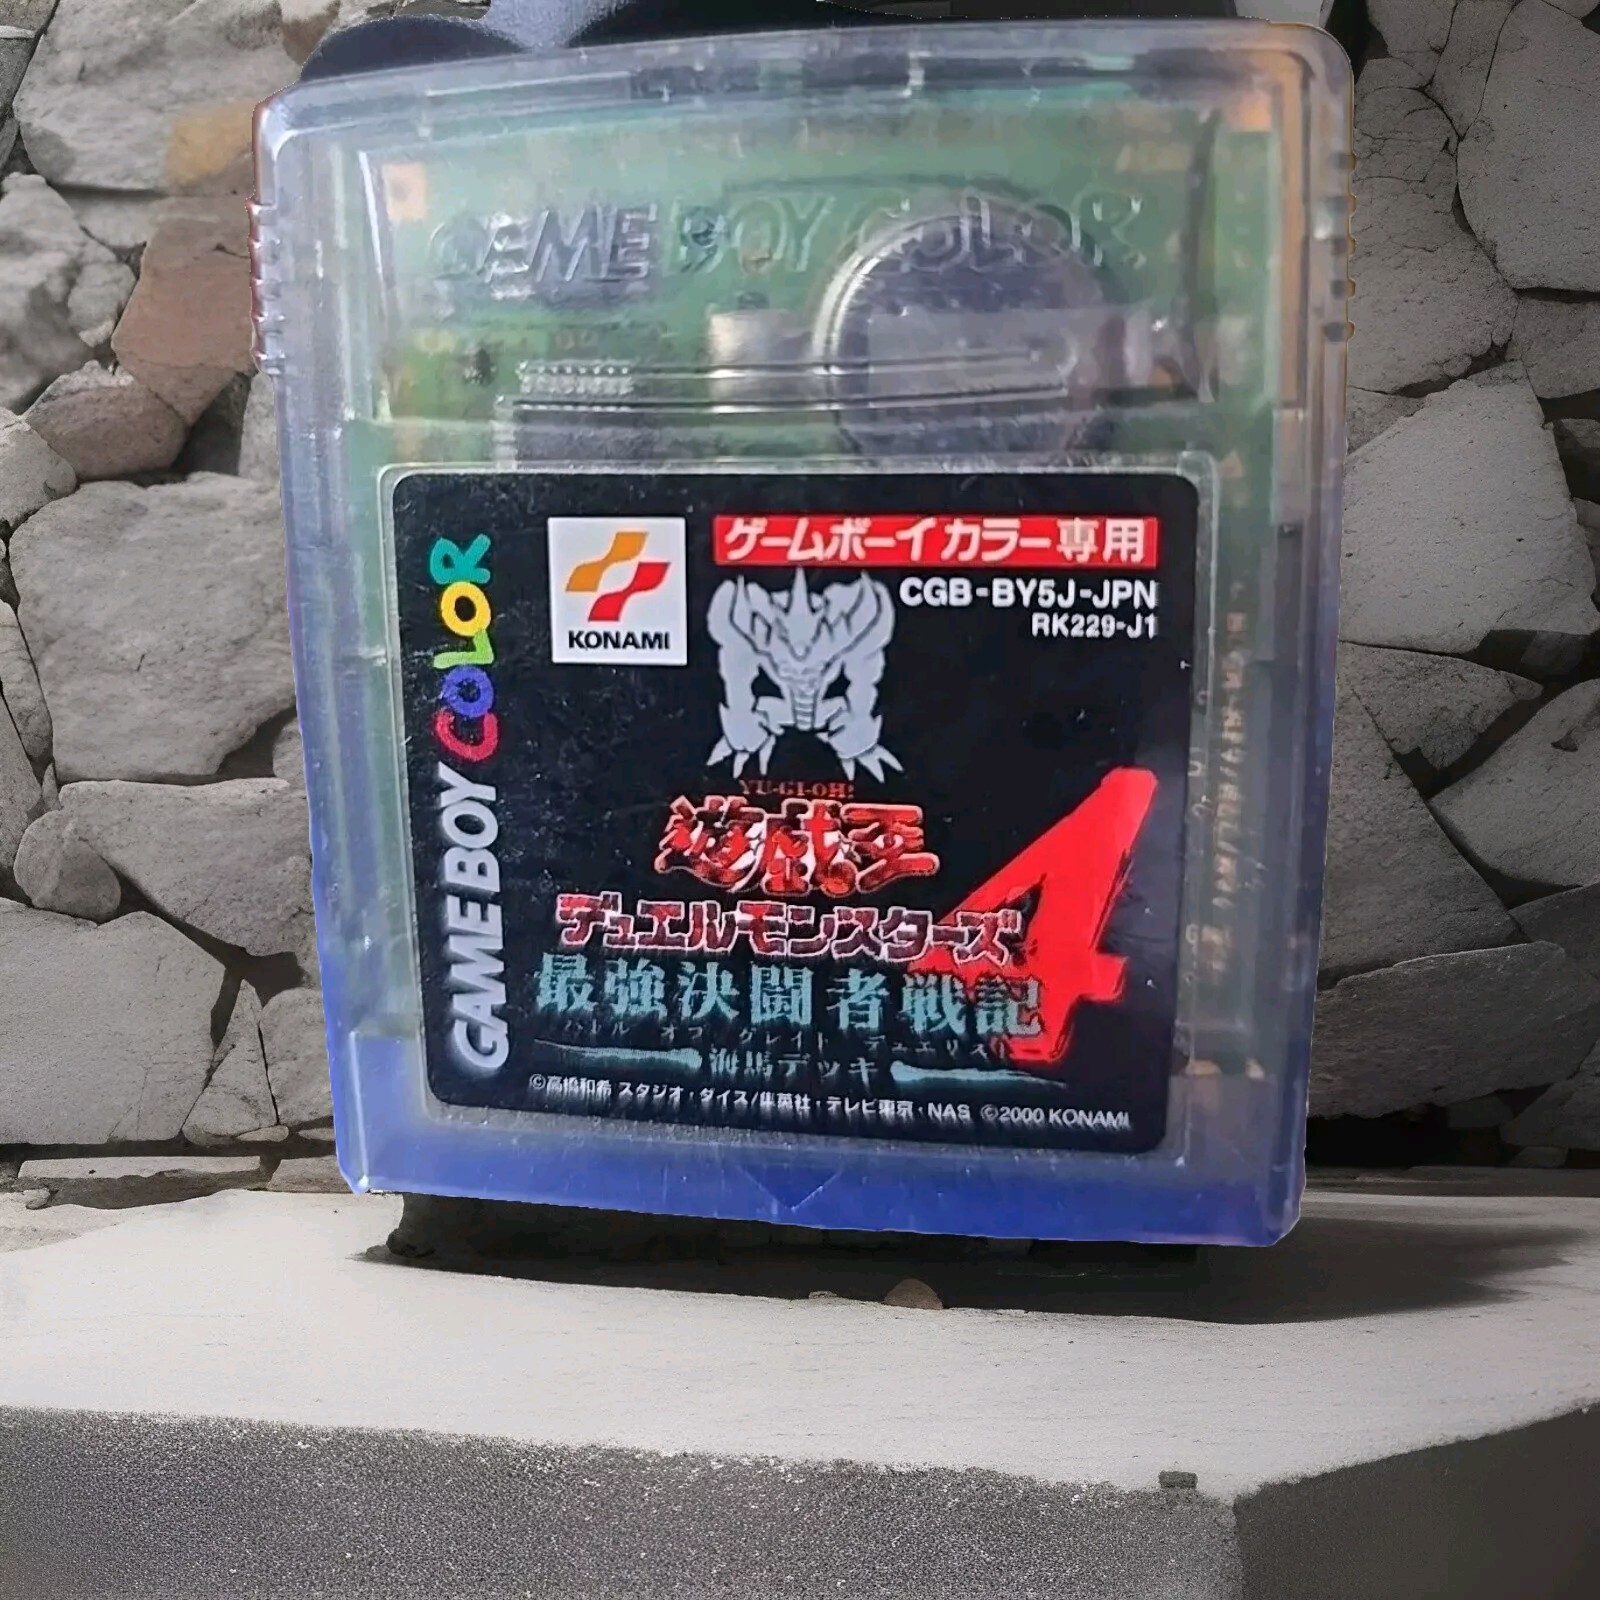 GAME BOY COLOR
GAME BOY COLOR
KONAMI
ゲームボーイカラー専用
CGB-BY5J-JPN
RK229-J1
YU-GI-OH!
遊戯王
デュエルモンスターズ4
最強決闘者戦記
バトル オブ グレイト デュエリスト
海馬デッキ
©高橋和希 スタジオ・ダイス/集英社・テレビ東京・NAS ©2000 KONAMI